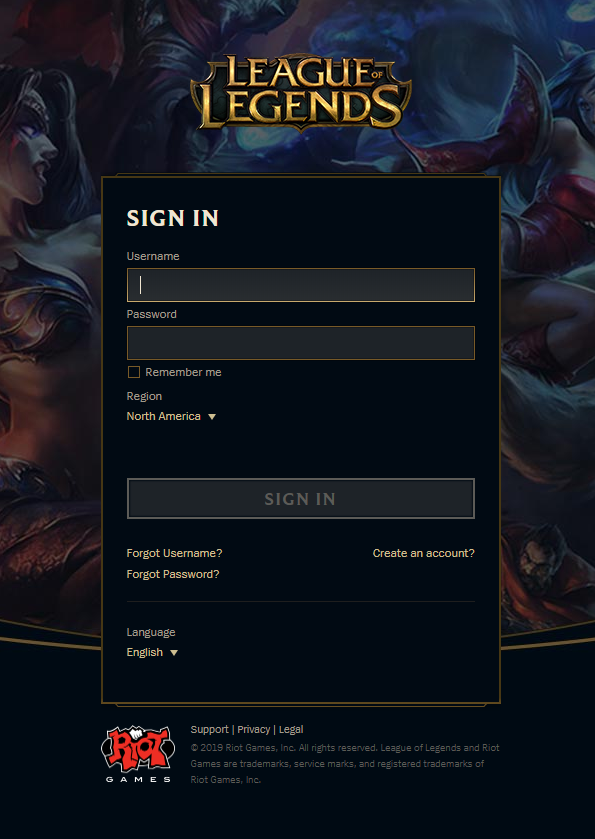 LEAGUE OF
LEGENDS
SIGN IN
Username
Password
Remember me
Region
North America
SIGN IN
Forgot Username?
Create an account?
Forgot Password?
Language
English
Support | Privacy | Legal
© 2019 Riot Games, Inc. All rights reserved. League of Legends and Riot
Games are trademarks, service marks, and registered trademarks of
Riot Games, Inc.
RIOT
GAMES